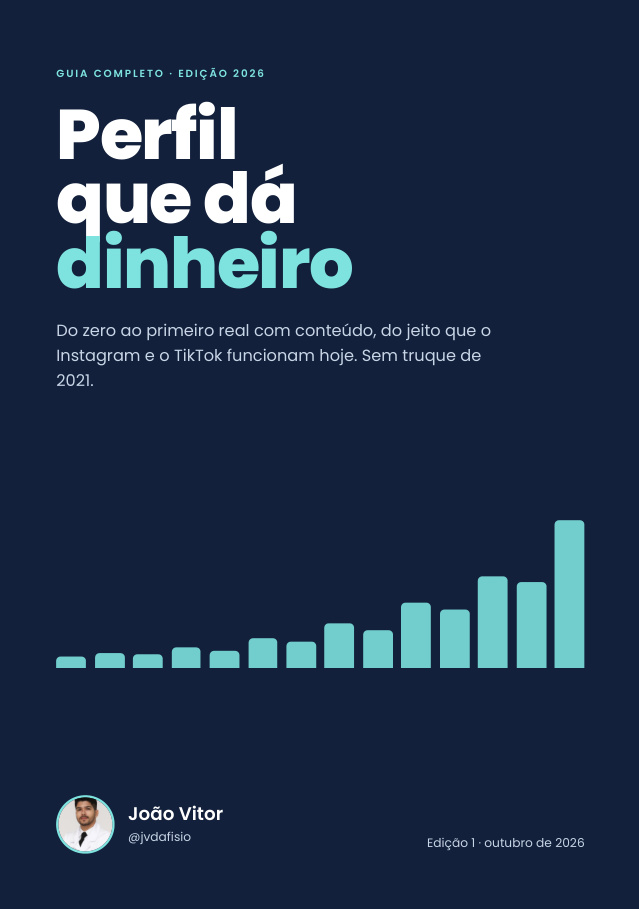 GUIA COMPLETO · EDIÇÃO 2026
Perfil
que dá
dinheiro
Do zero ao primeiro real com conteúdo, do jeito que o
Instagram e o TikTok funcionam hoje. Sem truque de
2021.
João Vitor
@jvdafisio
Edição 1 · outubro de 2026